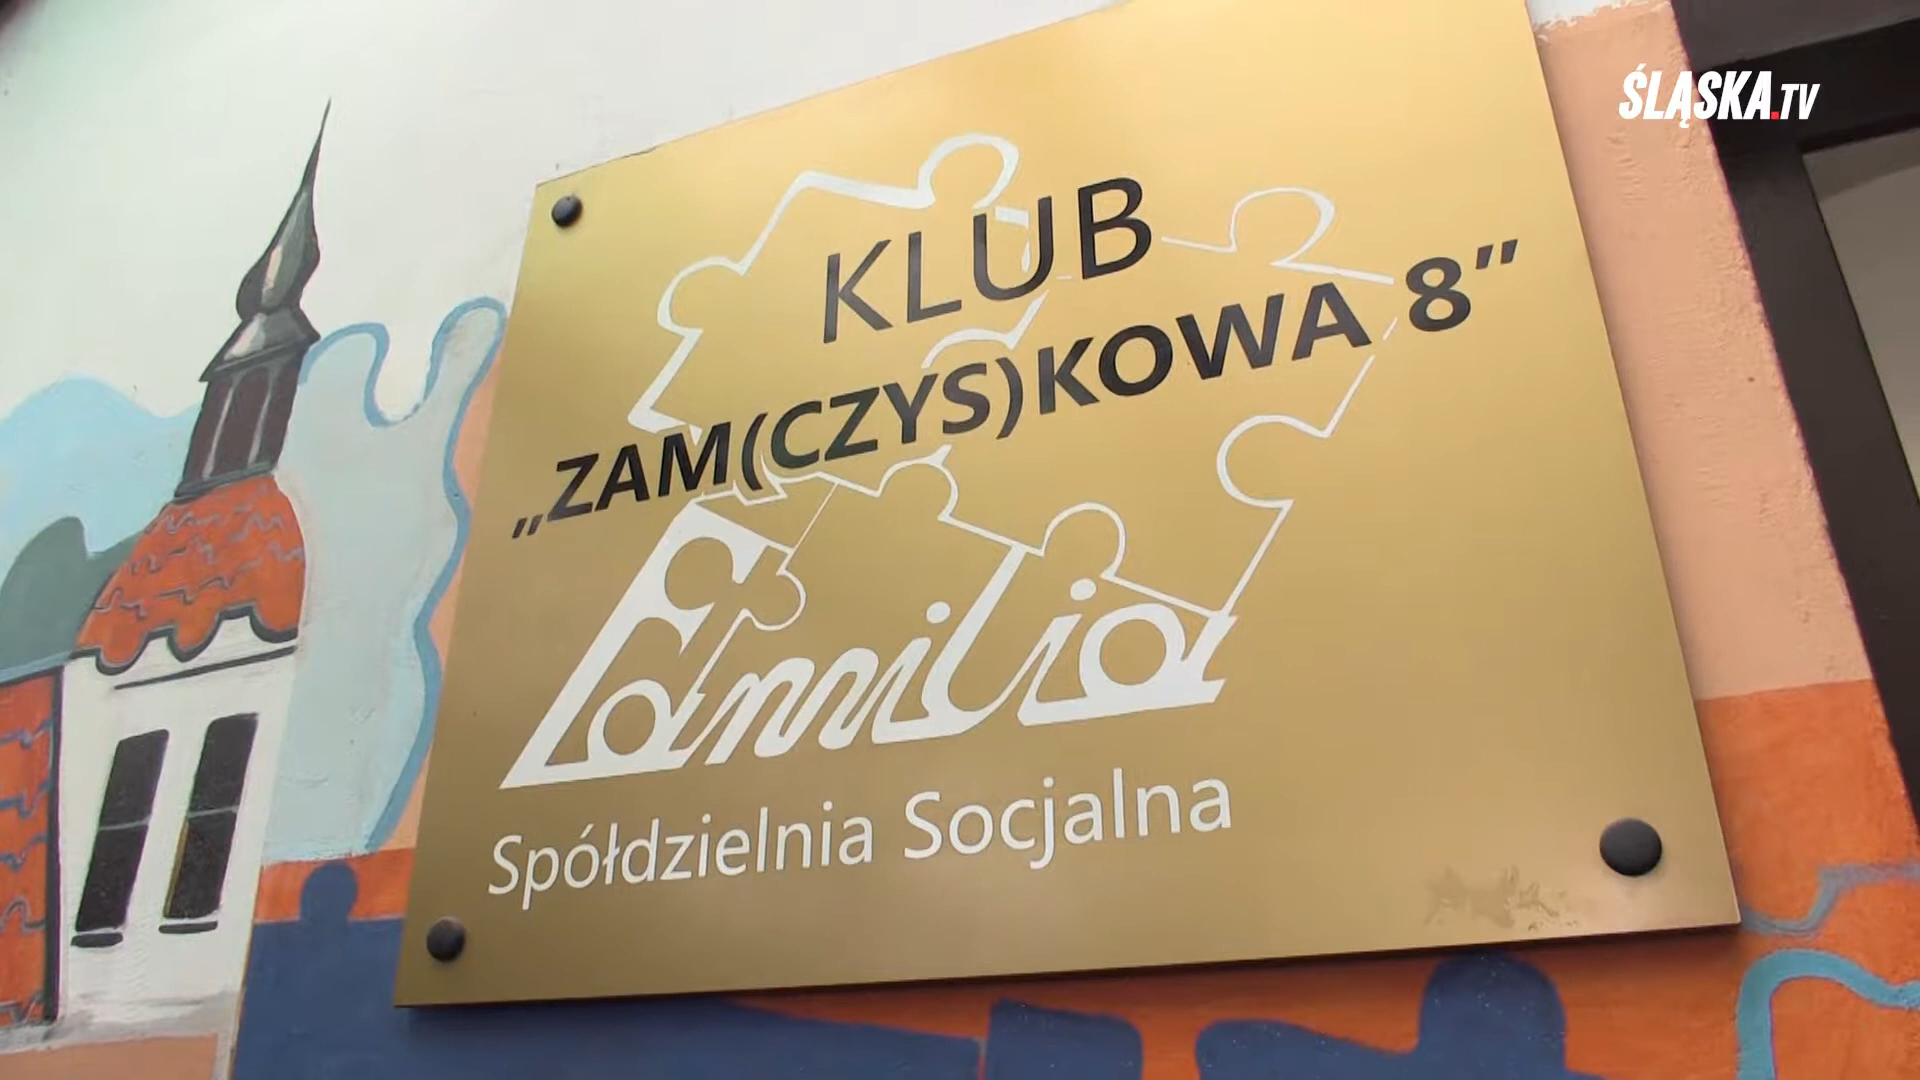 ŚLĄSKA.TV
KLUB
„ZAM(CZYS)KOWA 8”
Familia
Spółdzielnia Socjalna